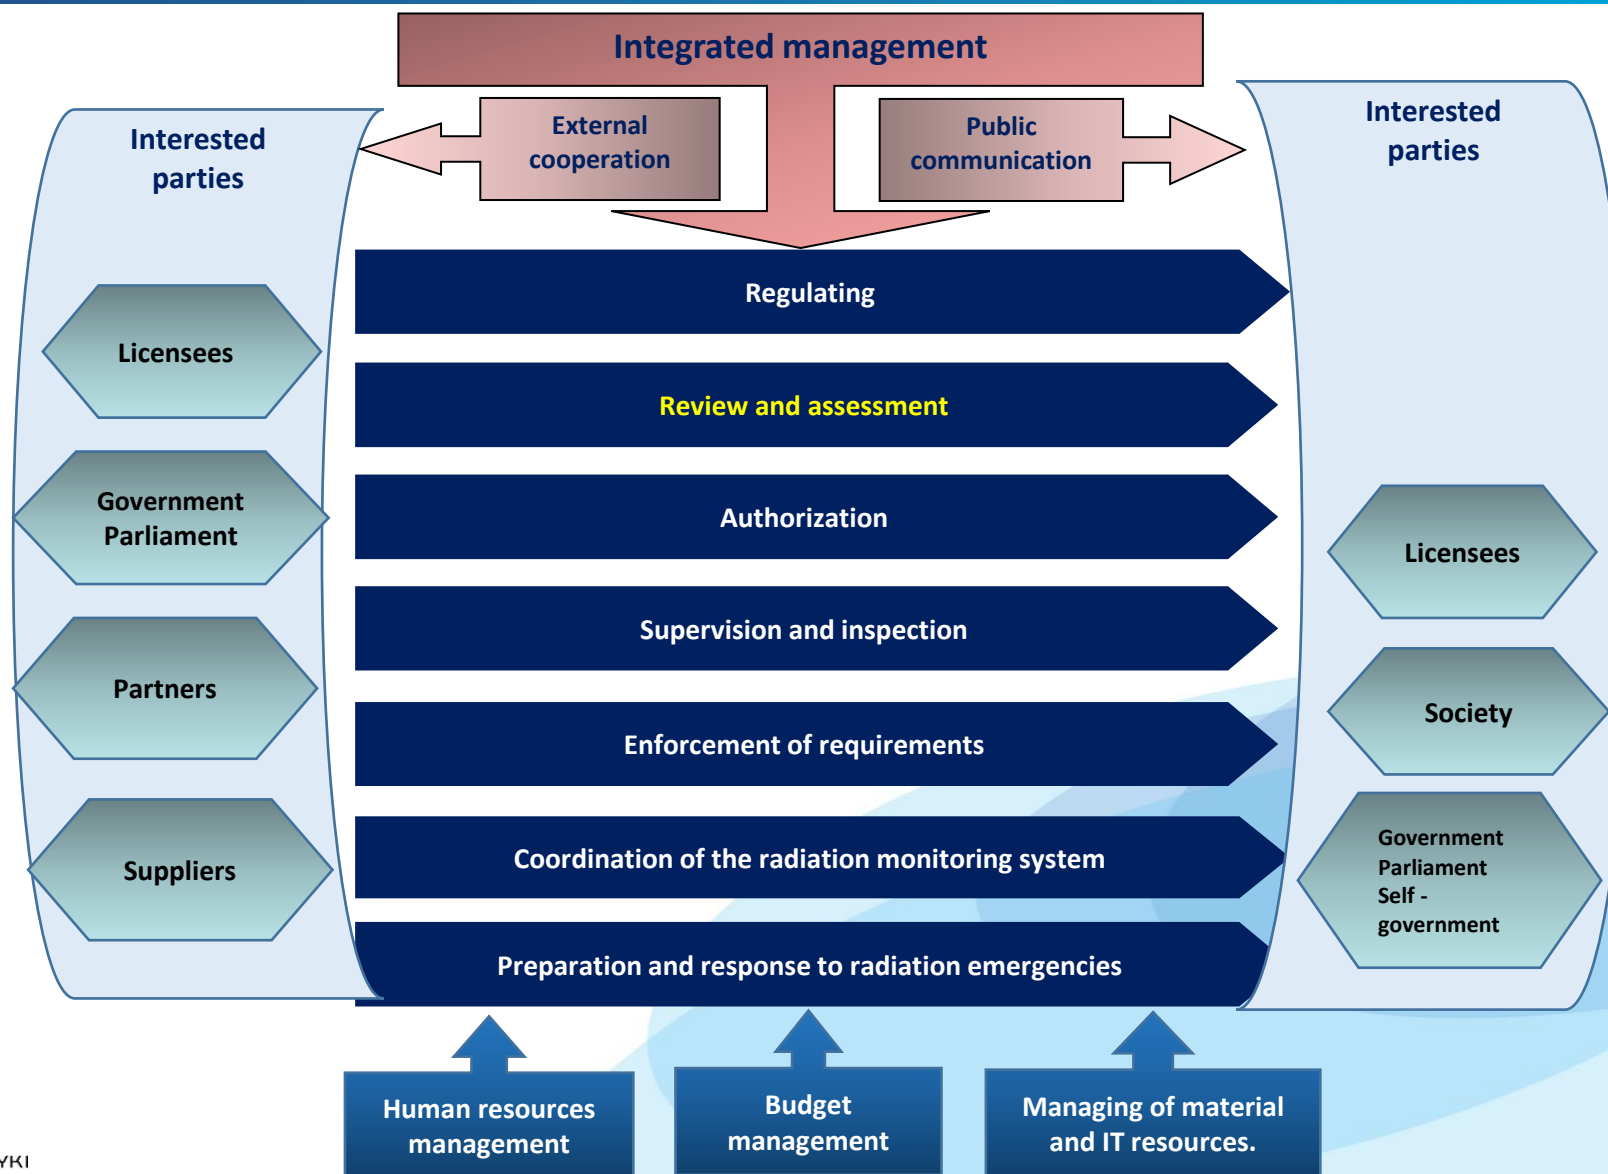 Integrated management
External
cooperation
Public
communication
Interested
parties
Interested
parties
Licensees
Government
Parliament
Partners
Suppliers
Regulating
Review and assessment
Authorization
Supervision and inspection
Enforcement of requirements
Coordination of the radiation monitoring system
Preparation and response to radiation emergencies
Licensees
Society
Government
Parliament
Self -
government
Human resources
management
Budget
management
Managing of material
and IT resources.